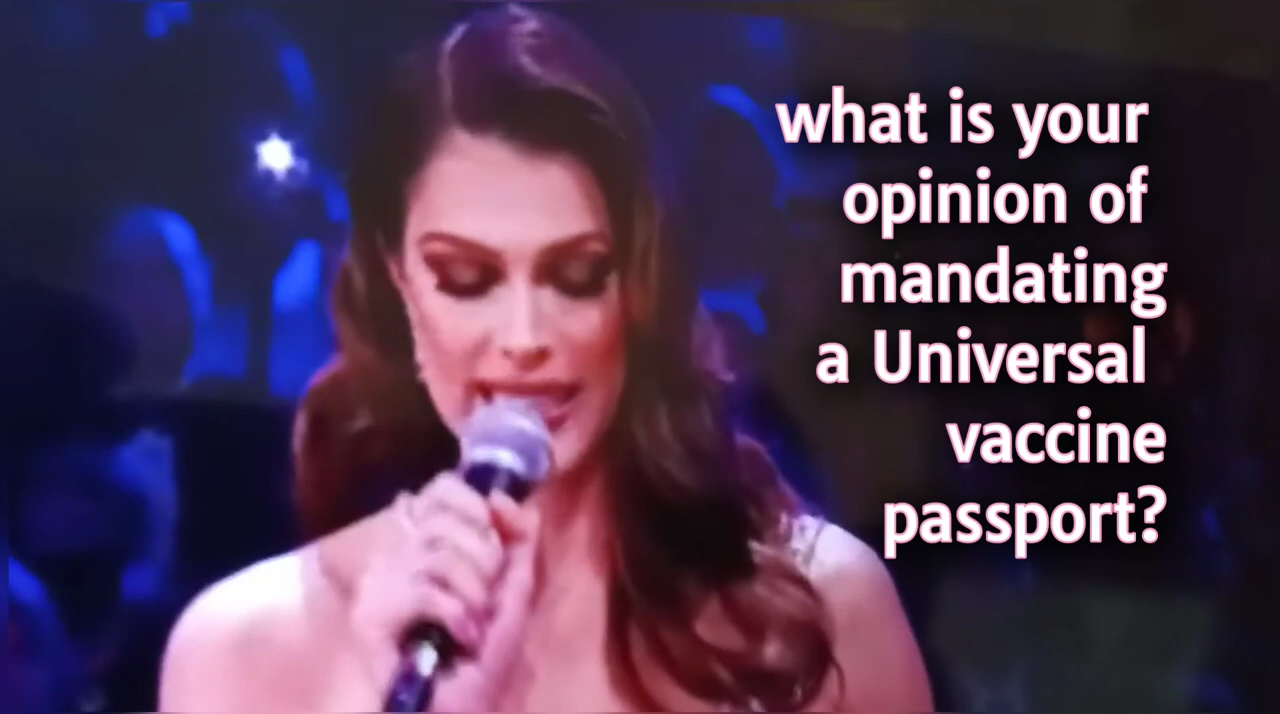 what is your
opinion of
mandating
a Universal
vaccine
passport?